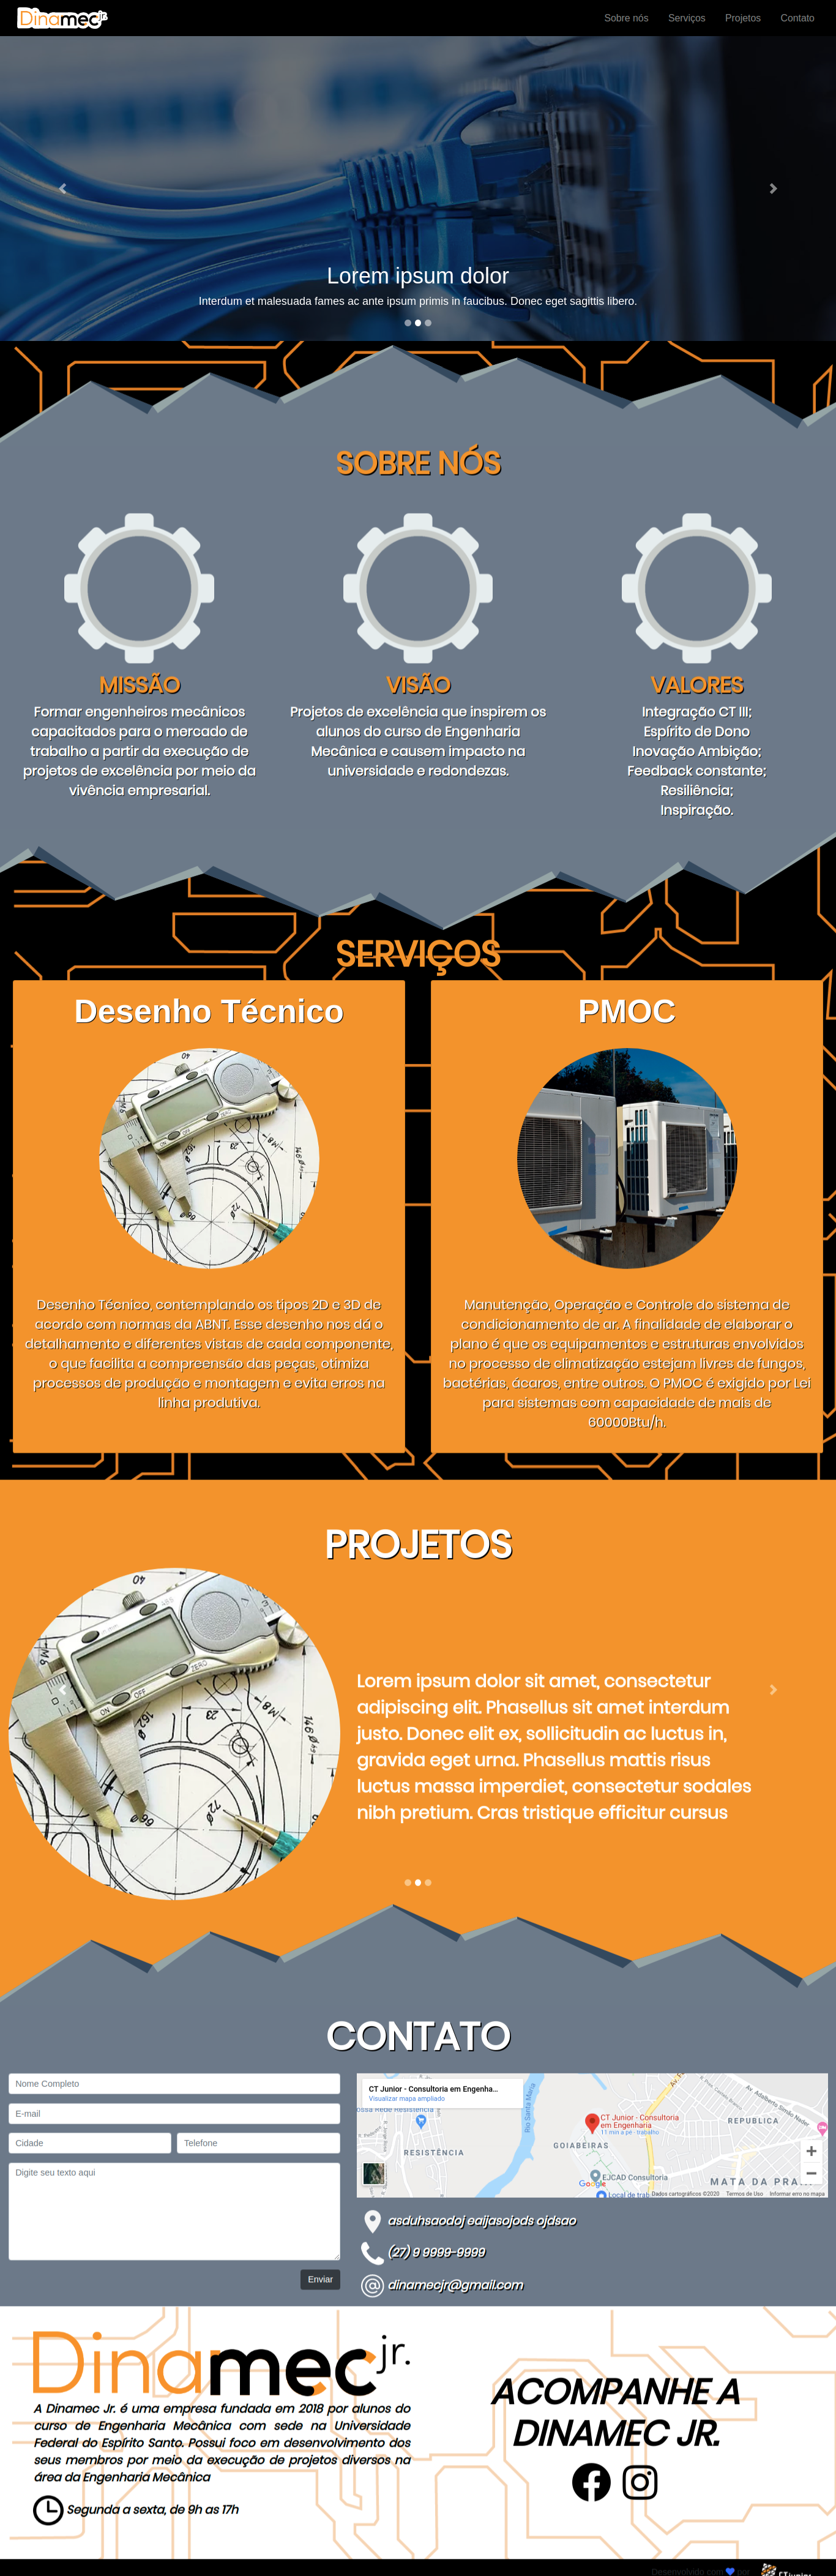 Dinamec jr.
Sobre nós Serviços Projetos Contato
Lorem ipsum dolor
Interdum et malesuada fames ac ante ipsum primis in faucibus. Donec eget sagittis libero.
SOBRE NÓS
MISSÃO
Formar engenheiros mecânicos
capacitados para o mercado de
trabalho a partir da execução de
projetos de excelência por meio da
vivência empresarial.
VISÃO
Projetos de excelência que inspirem os
alunos do curso de Engenharia
Mecânica e causem impacto na
universidade e redondezas.
VALORES
Integração CT III;
Espírito de Dono
Inovação Ambição;
Feedback constante;
Resiliência;
Inspiração.
SERVIÇOS
Desenho Técnico
Desenho Técnico, contemplando os tipos 2D e 3D de
acordo com normas da ABNT. Esse desenho nos dá o
detalhamento e diferentes vistas de cada componente,
o que facilita a compreensão das peças, otimiza
processos de produção e montagem e evita erros na
linha produtiva.
PMOC
Manutenção, Operação e Controle do sistema de
condicionamento de ar. A finalidade de elaborar o
plano é que os equipamentos e estruturas envolvidos
no processo de climatização estejam livres de fungos,
bactérias, ácaros, entre outros. O PMOC é exigido por Lei
para sistemas com capacidade de mais de
60000Btu/h.
PROJETOS
ON OFF ZERO
Lorem ipsum dolor sit amet, consectetur
adipiscing elit. Phasellus sit amet interdum
justo. Donec elit ex, sollicitudin ac luctus in,
gravida eget urna. Phasellus mattis risus
luctus massa imperdiet, consectetur sodales
nibh pretium. Cras tristique efficitur cursus
CONTATO
Nome Completo
E-mail
Cidade
Telefone
Digite seu texto aqui
Enviar
CT Junior - Consultoria em Engenha...
Visualizar mapa ampliado
RESISTÊNCIA
Rio Santa Maria
GOIABEIRAS
CT Junior - Consultoria
em Engenharia
11 min a pé - trabalho
REPÚBLICA
EJCAD Consultoria
MATA DA PRAIA
Google
Local de trab
Dados cartográficos ©2020 Termos de Uso Informar erro no mapa
asduhsaodoj eaijasojods ojdsao
(27) 9 9999-9999
dinamecjr@gmail.com
Dinamec jr.
A Dinamec Jr. é uma empresa fundada em 2018 por alunos do
curso de Engenharia Mecânica com sede na Universidade
Federal do Espírito Santo. Possui foco em desenvolvimento dos
seus membros por meio da execução de projetos diversos na
área da Engenharia Mecânica
Segunda a sexta, de 9h as 17h
ACOMPANHE A
DINAMEC JR.
Desenvolvido com por
CTjunior